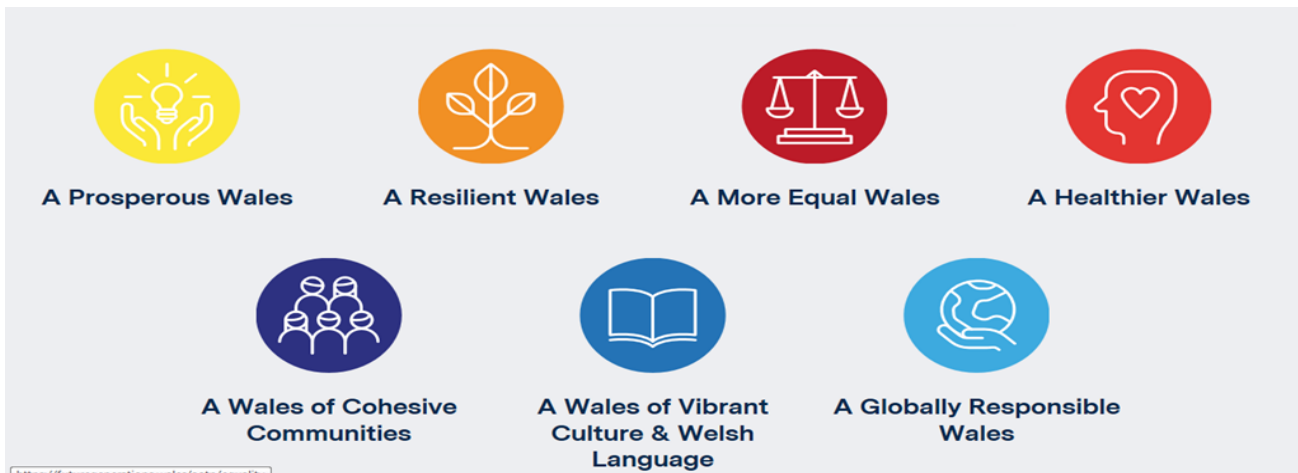 A Prosperous Wales
A Resilient Wales
A More Equal Wales
A Healthier Wales
A Wales of Cohesive
Communities
A Wales of Vibrant
Culture & Welsh
Language
A Globally Responsible
Wales